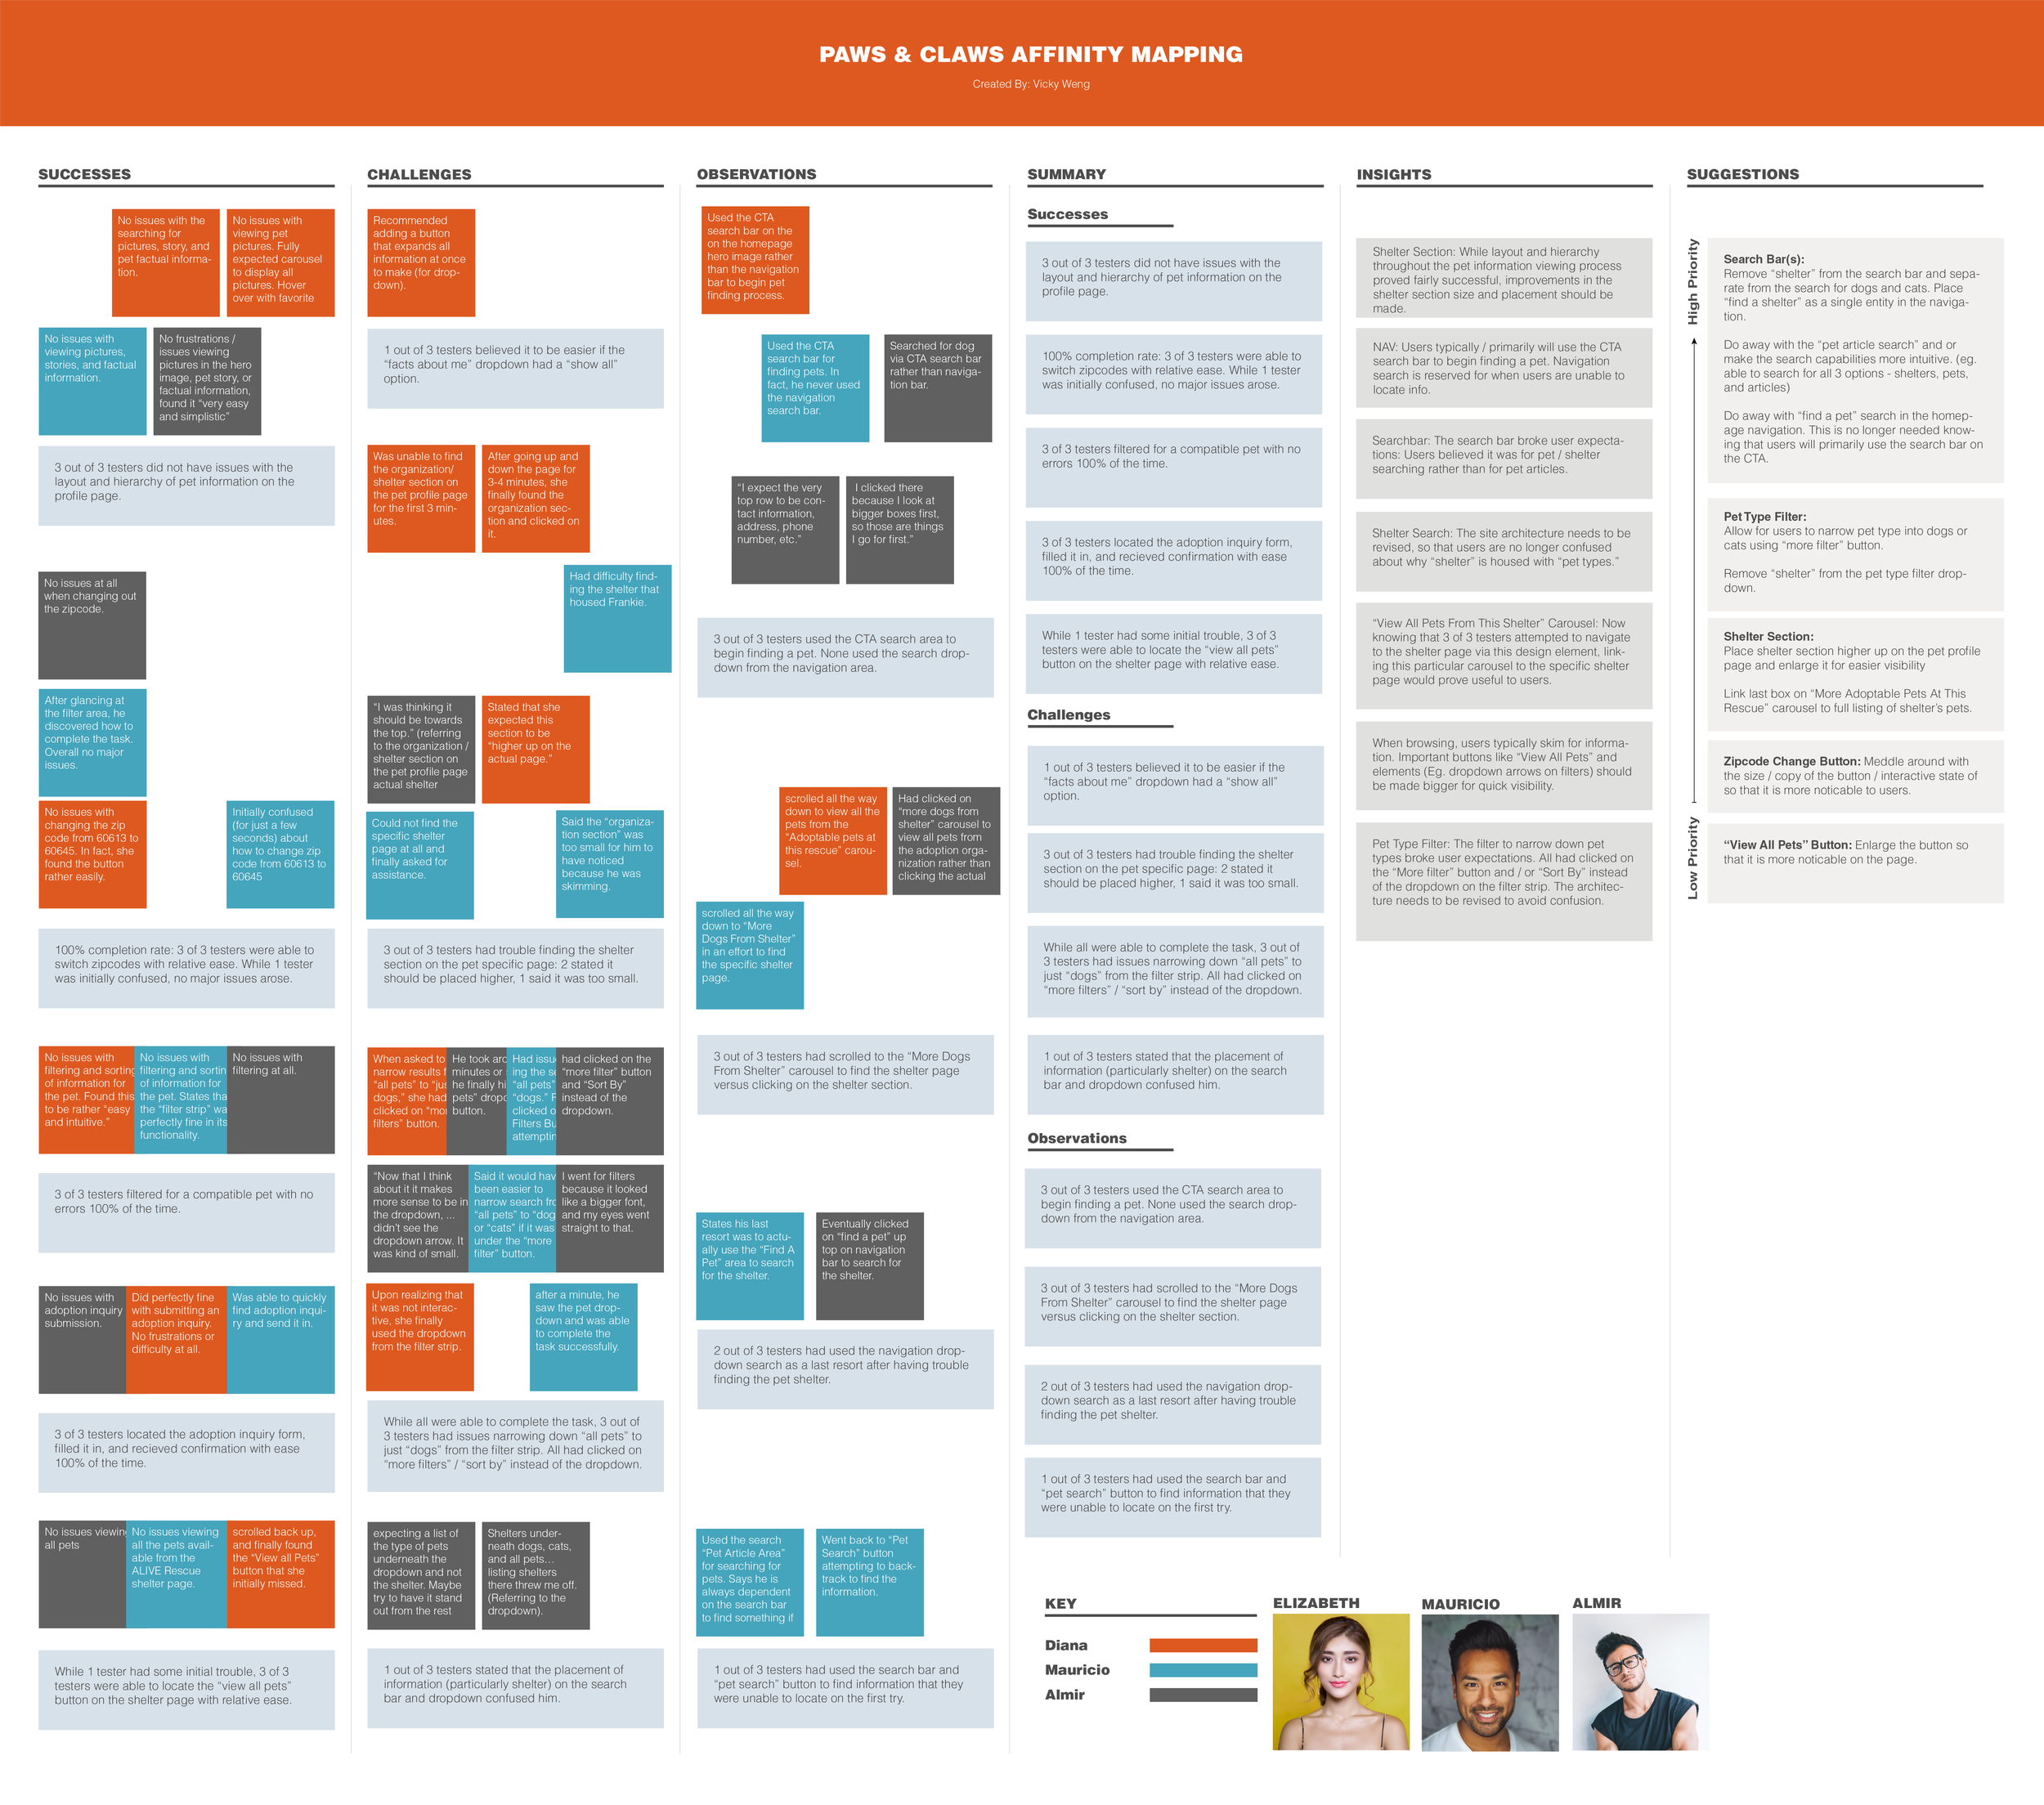 PAWS & CLAWS AFFINITY MAPPING
Created By: Vicky Weng
SUCCESSES
No issues with the
searching for
pictures, story, and
pet factual informa-
tion.
No issues with
viewing pet
pictures. Fully
expected carousel
to display all
pictures. Hover
over with favorite
No issues with
viewing pictures,
stories, and factual
information.
No frustrations /
issues viewing
pictures in the hero
image, pet story, or
factual information,
found it “very easy
and simplistic”
3 out of 3 testers did not have issues with the
layout and hierarchy of pet information on the
profile page.
No issues at all
when changing out
the zipcode.
After glancing at
the filter area, he
discovered how to
complete the task.
Overall no major
issues.
No issues with
changing the zip
code from 60613 to
60645. In fact, she
found the button
rather easily.
Initially confused
(for just a few
seconds) about
how to change zip
code from 60613 to
60645
100% completion rate: 3 of 3 testers were able to
switch zipcodes with relative ease. While 1 tester
was initially confused, no major issues arose.
No issues with
filtering and sorting
of information for
the pet. Found this
to be rather “easy
and intuitive.”
No issues with
filtering and sortin
of information for
the pet. States tha
the “filter strip” wa
perfectly fine in its
functionality.
No issues with
filtering at all.
3 of 3 testers filtered for a compatible pet with no
errors 100% of the time.
No issues with
adoption inquiry
submission.
Did perfectly fine
with submitting an
adoption inquiry.
No frustrations or
difficulty at all.
Was able to quickly
find adoption inqui-
ry and send it in.
3 of 3 testers located the adoption inquiry form,
filled it in, and recieved confirmation with ease
100% of the time.
No issues viewing
all pets
No issues viewing
all the pets avail-
able from the
ALIVE Rescue
shelter page.
scrolled back up,
and finally found
the “View all Pets”
button that she
initially missed.
While 1 tester had some initial trouble, 3 of 3
testers were able to locate the “view all pets”
button on the shelter page with relative ease.
CHALLENGES
Recommended
adding a button
that expands all
information at once
to make (for drop-
down).
1 out of 3 testers believed it to be easier if the
“facts about me” dropdown had a “show all”
option.
Was unable to find
the organization/
shelter section on
the pet profile page
for the first 3 min-
utes.
After going up and
down the page for
3-4 minutes, she
finally found the
organization sec-
tion and clicked on
it.
Had difficulty find-
ing the shelter that
housed Frankie.
“I was thinking it
should be towards
the top.” (referring
to the organization /
shelter section on
the pet profile page
actual shelter
Stated that she
expected this
section to be
“higher up on the
actual page.”
Could not find the
specific shelter
page at all and
finally asked for
assistance.
Said the “organiza-
tion section” was
too small for him to
have noticed
because he was
skimming.
3 out of 3 testers had trouble finding the shelter
section on the pet specific page: 2 stated it
should be placed higher, 1 said it was too small.
When asked to
narrow results f
“all pets” to “jus
dogs,” she had
clicked on “mo
filters” button.
He took aro
minutes or
he finally hi
pets” dropd
button.
Had issu
ing the se
“all pets”
“dogs.” F
clicked o
Filters Bu
attemptin
had clicked on the
“more filter” button
and “Sort By”
instead of the
dropdown.
“Now that I think
about it it makes
more sense to be in
the dropdown, ...
didn’t see the
dropdown arrow. It
was kind of small.
Said it would hav
been easier to
narrow search fro
“all pets” to “dog
or “cats” if it was
under the “more
filter” button.
I went for filters
because it looked
like a bigger font,
and my eyes went
straight to that.
Upon realizing that
it was not interac-
tive, she finally
used the dropdown
from the filter strip.
after a minute, he
saw the pet drop-
down and was able
to complete the
task successfully.
While all were able to complete the task, 3 out of
3 testers had issues narrowing down “all pets” to
just “dogs” from the filter strip. All had clicked on
“more filters” / “sort by” instead of the dropdown.
expecting a list of
the type of pets
underneath the
dropdown and not
the shelter. Maybe
try to have it stand
out from the rest
Shelters under-
neath dogs, cats,
and all pets...
listing shelters
there threw me off.
(Referring to the
dropdown).
1 out of 3 testers stated that the placement of
information (particularly shelter) on the search
bar and dropdown confused him.
OBSERVATIONS
Used the CTA
search bar on the
on the homepage
hero image rather
than the navigation
bar to begin pet
finding process.
Used the CTA
search bar for
finding pets. In
fact, he never used
the navigation
search bar.
Searched for dog
via CTA search bar
rather than naviga-
tion bar.
“I expect the very
top row to be con-
tact information,
address, phone
number, etc.”
I clicked there
because I look at
bigger boxes first,
so those are things
I go for first.”
3 out of 3 testers used the CTA search area to
begin finding a pet. None used the search drop-
down from the navigation area.
scrolled all the way
down to view all the
pets from the
“Adoptable pets at
this rescue” carou-
sel.
Had clicked on
“more dogs from
shelter” carousel to
view all pets from
the adoption orga-
nization rather than
clicking the actual
scrolled all the way
down to “More
Dogs From Shelter”
in an effort to find
the specific shelter
page.
3 out of 3 testers had scrolled to the “More Dogs
From Shelter” carousel to find the shelter page
versus clicking on the shelter section.
States his last
resort was to actu-
ally use the “Find A
Pet” area to search
for the shelter.
Eventually clicked
on “find a pet” up
top on navigation
bar to search for
the shelter.
2 out of 3 testers had used the navigation drop-
down search as a last resort after having trouble
finding the pet shelter.
Used the search
“Pet Article Area”
for searching for
pets. Says he is
always dependent
on the search bar
to find something if
Went back to “Pet
Search” button
attempting to back-
track to find the
information.
1 out of 3 testers had used the search bar and
“pet search” button to find information that they
were unable to locate on the first try.
SUMMARY
Successes
3 out of 3 testers did not have issues with the
layout and hierarchy of pet information on the
profile page.
100% completion rate: 3 of 3 testers were able to
switch zipcodes with relative ease. While 1 tester
was initially confused, no major issues arose.
3 of 3 testers filtered for a compatible pet with no
errors 100% of the time.
3 of 3 testers located the adoption inquiry form,
filled it in, and recieved confirmation with ease
100% of the time.
While 1 tester had some initial trouble, 3 of 3
testers were able to locate the “view all pets”
button on the shelter page with relative ease.
Challenges
1 out of 3 testers believed it to be easier if the
“facts about me” dropdown had a “show all”
option.
3 out of 3 testers had trouble finding the shelter
section on the pet specific page: 2 stated it
should be placed higher, 1 said it was too small.
While all were able to complete the task, 3 out of
3 testers had issues narrowing down “all pets” to
just “dogs” from the filter strip. All had clicked on
“more filters” / “sort by” instead of the dropdown.
1 out of 3 testers stated that the placement of
information (particularly shelter) on the search
bar and dropdown confused him.
Observations
3 out of 3 testers used the CTA search area to
begin finding a pet. None used the search drop-
down from the navigation area.
3 out of 3 testers had scrolled to the “More Dogs
From Shelter” carousel to find the shelter page
versus clicking on the shelter section.
2 out of 3 testers had used the navigation drop-
down search as a last resort after having trouble
finding the pet shelter.
1 out of 3 testers had used the search bar and
“pet search” button to find information that they
were unable to locate on the first try.
INSIGHTS
Shelter Section: While layout and hierarchy
throughout the pet information viewing process
proved fairly successful, improvements in the
shelter section size and placement should be
made.
NAV: Users typically / primarily will use the CTA
search bar to begin finding a pet. Navigation
search is reserved for when users are unable to
locate info.
Searchbar: The search bar broke user expecta-
tions: Users believed it was for pet / shelter
searching rather than for pet articles.
Shelter Search: The site architecture needs to be
revised, so that users are no longer confused
about why “shelter” is housed with “pet types.”
“View All Pets From This Shelter” Carousel: Now
knowing that 3 of 3 testers attempted to navigate
to the shelter page via this design element, link-
ing this particular carousel to the specific shelter
page would prove useful to users.
When browsing, users typically skim for informa-
tion. Important buttons like “View All Pets” and
elements (Eg. dropdown arrows on filters) should
be made bigger for quick visibility.
Pet Type Filter: The filter to narrow down pet
types broke user expectations. All had clicked on
the “More filter” button and / or “Sort By” instead
of the dropdown on the filter strip. The architec-
ture needs to be revised to avoid confusion.
SUGGESTIONS
High Priority
Low Priority
Search Bar(s):
Remove “shelter” from the search bar and sepa-
rate from the search for dogs and cats. Place
“find a shelter” as a single entity in the naviga-
tion.
Do away with the “pet article search” and or
make the search capabilities more intuitive. (eg.
able to search for all 3 options - shelters, pets,
and articles)
Do away with “find a pet” search in the homep-
age navigation. This is no longer needed know-
ing that users will primarily use the search bar on
the CTA.
Pet Type Filter:
Allow for users to narrow pet type into dogs or
cats using “more filter” button.
Remove “shelter” from the pet type filter drop-
down.
Shelter Section:
Place shelter section higher up on the pet profile
page and enlarge it for easier visibility
Link last box on “More Adoptable Pets At This
Rescue” carousel to full listing of shelter’s pets.
Zipcode Change Button: Meddle around with
the size / copy of the button / interactive state of
so that it is more noticable to users.
“View All Pets” Button: Enlarge the button so
that it is more noticable on the page.
KEY
Diana
Mauricio
Almir
ELIZABETH
MAURICIO
ALMIR